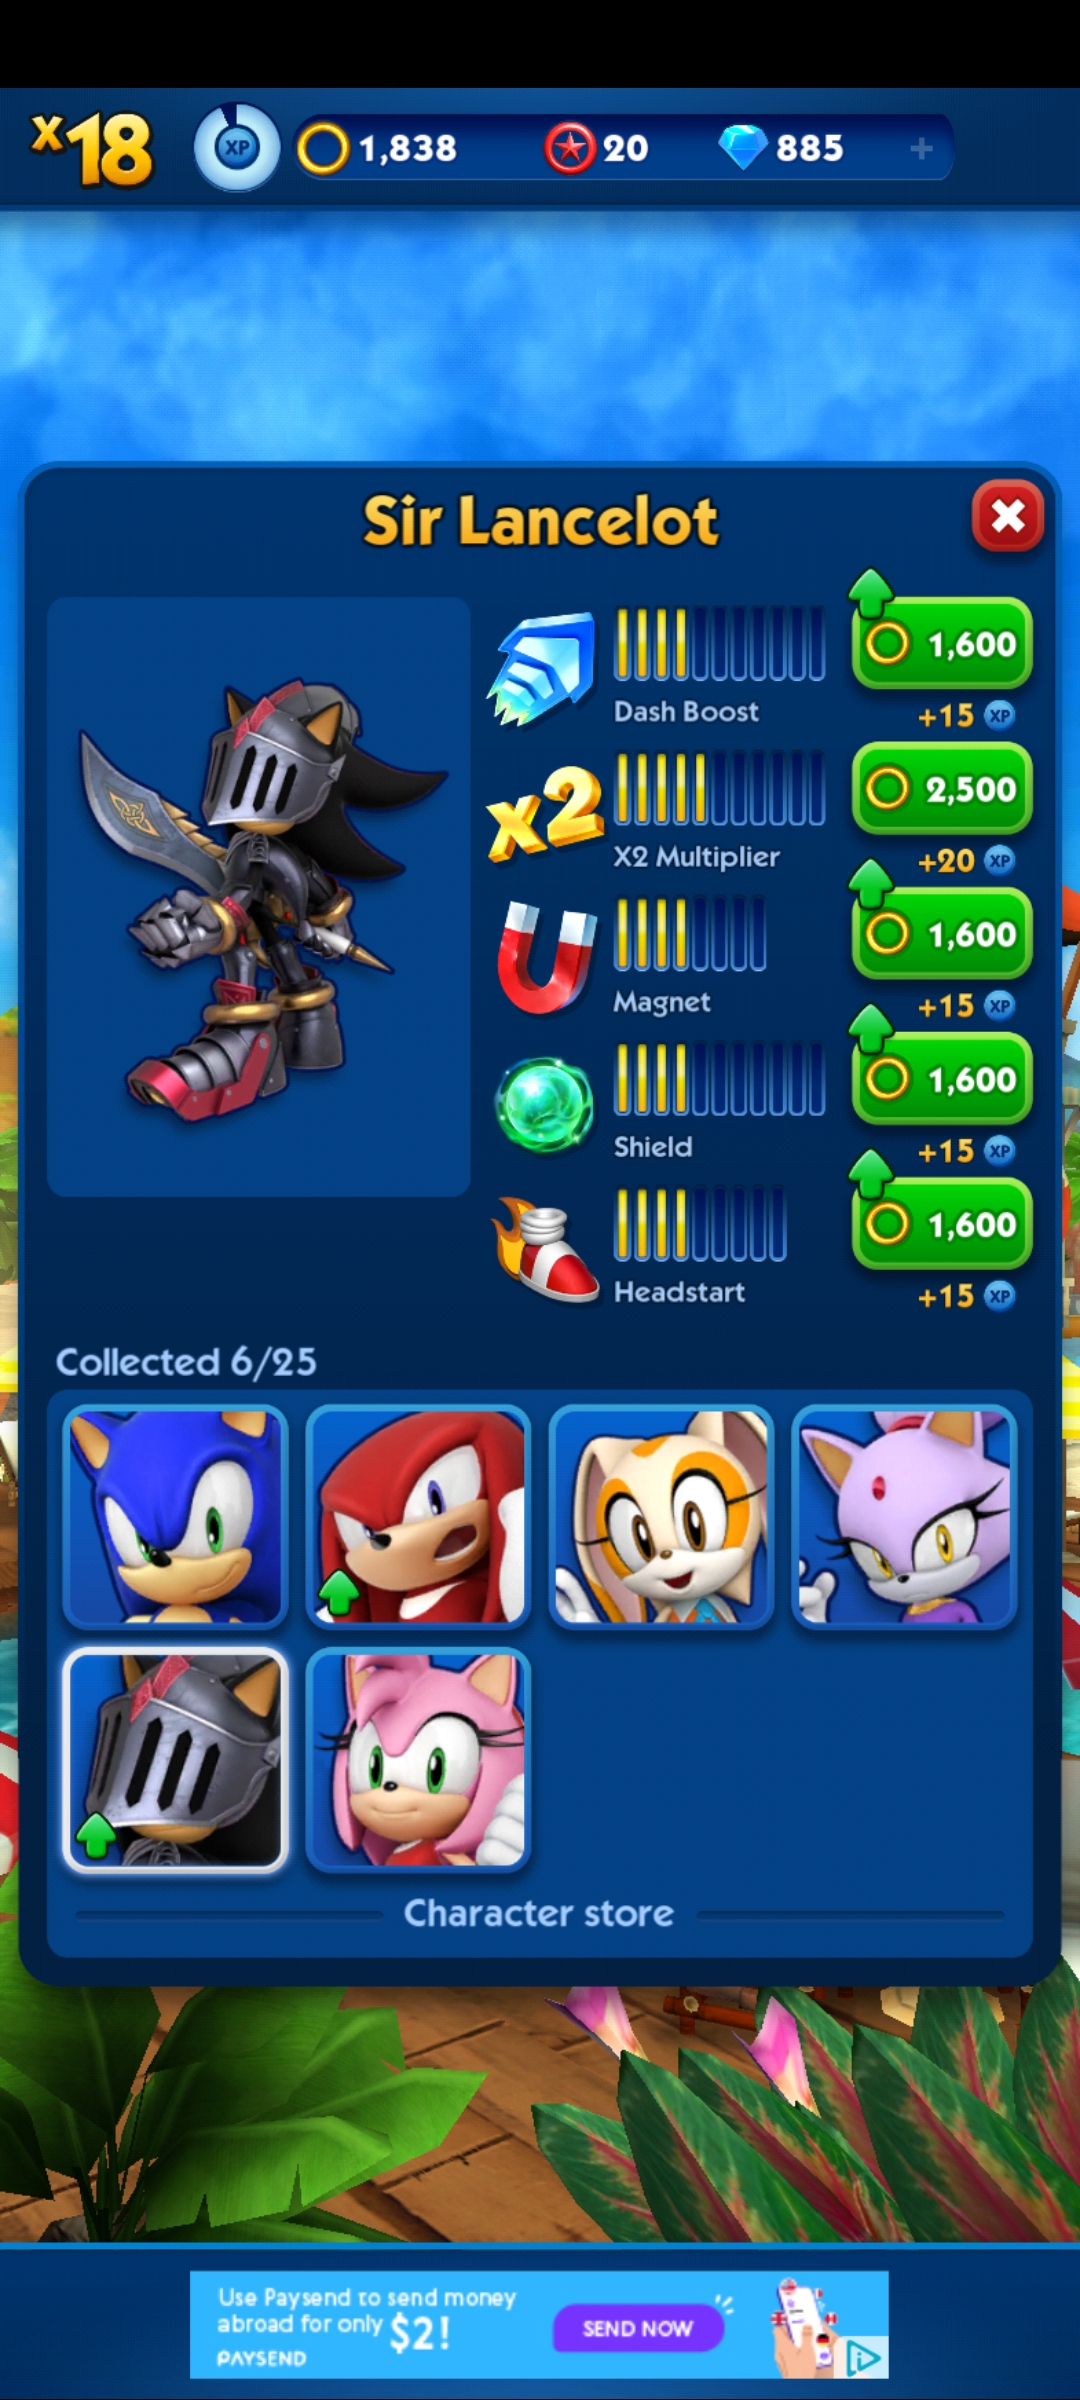 x18 XP 1,838 20 885 +
Sir Lancelot
1,600
Dash Boost
+15 XP
x2
2,500
X2 Multiplier
+20 XP
1,600
Magnet
+15 XP
1,600
Shield
+15 XP
1,600
Headstart
+15 XP
Collected 6/25
Character store
Use Paysend to send money
abroad for only $2!
PAYSEND
SEND NOW